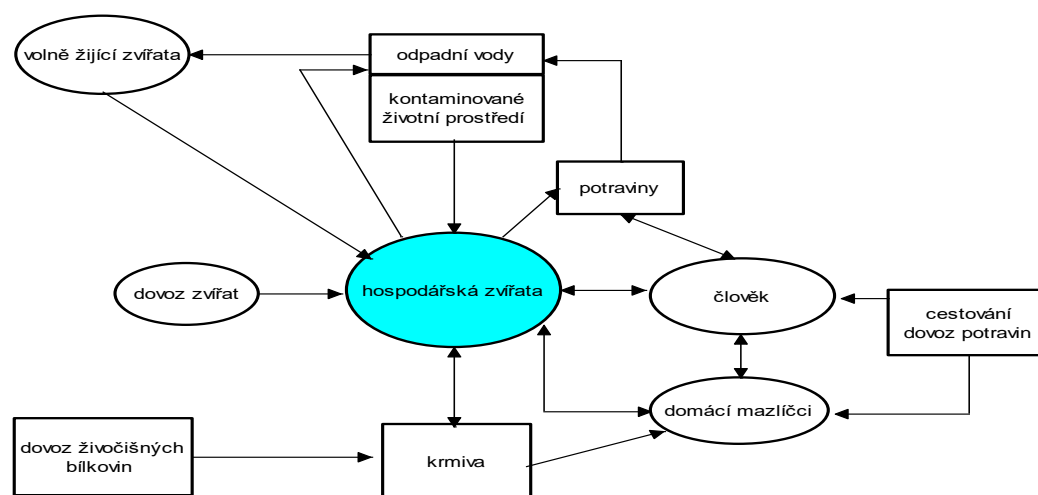 volně žijící zvířata
odpadní vody
kontaminované
životní prostředí
potraviny
hospodářská zvířata
dovoz zvířat
člověk
cestování
dovoz potravin
domácí mazlíčci
dovoz živočišných
bílkovin
krmiva